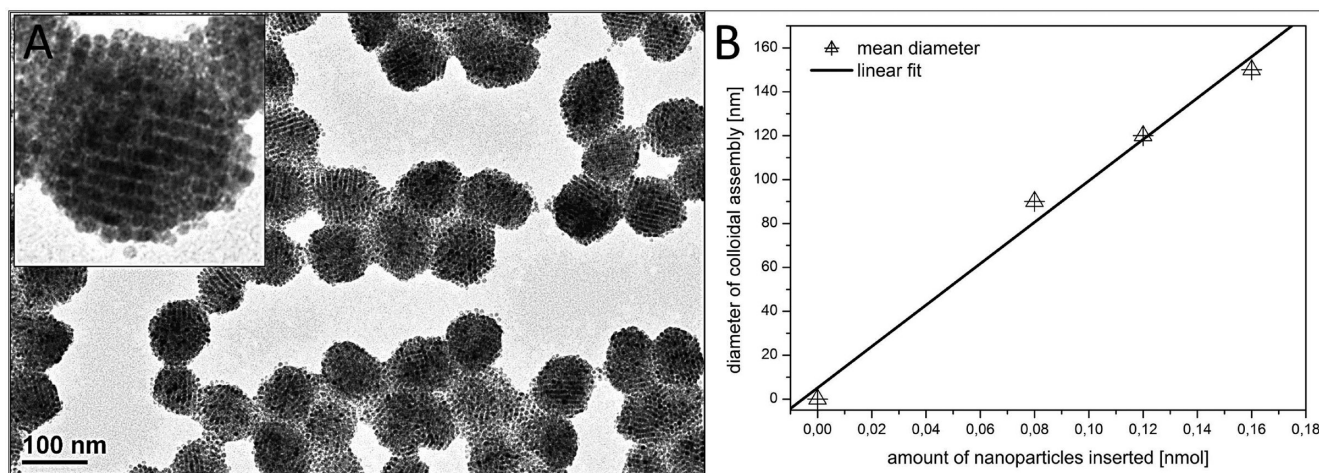 A
100 nm
B
mean diameter
linear fit
diameter of colloidal assembly [nm]
160
140
120
100
80
60
40
20
0
0,00 0,02 0,04 0,06 0,08 0,10 0,12 0,14 0,16 0,18
amount of nanoparticles inserted [nmol]